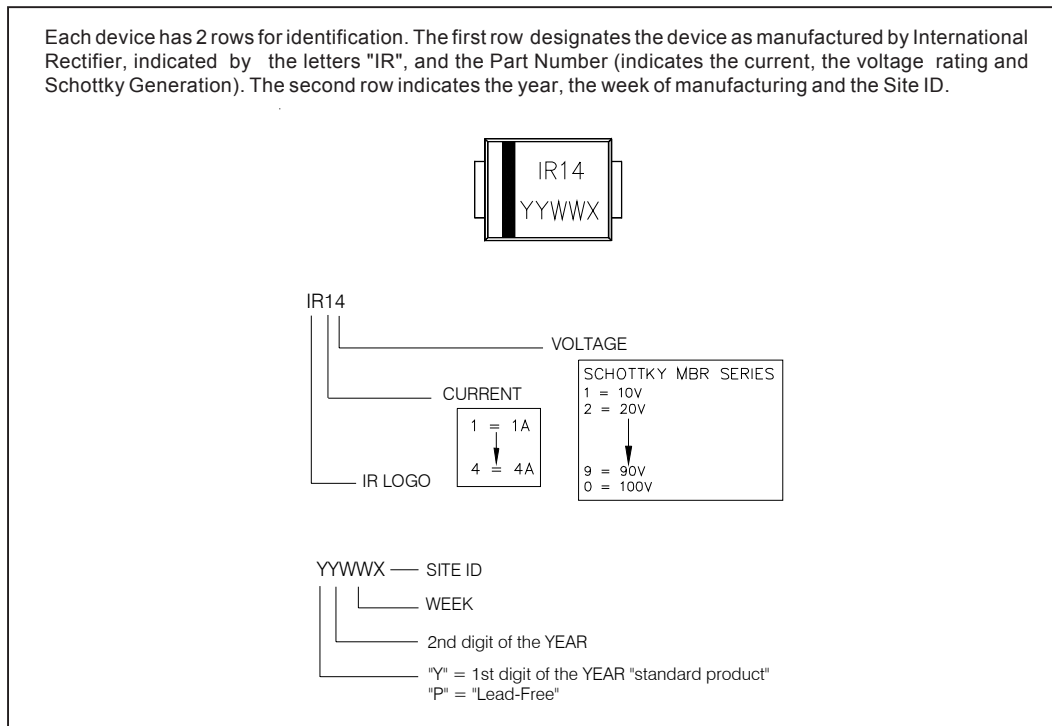 Each device has 2 rows for identification. The first row designates the device as manufactured by International
Rectifier, indicated by the letters "IR", and the Part Number (indicates the current, the voltage rating and
Schottky Generation). The second row indicates the year, the week of manufacturing and the Site ID.
IR14
YYWWX
IR14
VOLTAGE
SCHOTTKY MBR SERIES
1 = 10V
2 = 20V
9 = 90V
0 = 100V
CURRENT
1 = 1A
4 = 4A
IR LOGO
YYWWX
SITE ID
WEEK
2nd digit of the YEAR
"Y" = 1st digit of the YEAR "standard product"
"P" = "Lead-Free"